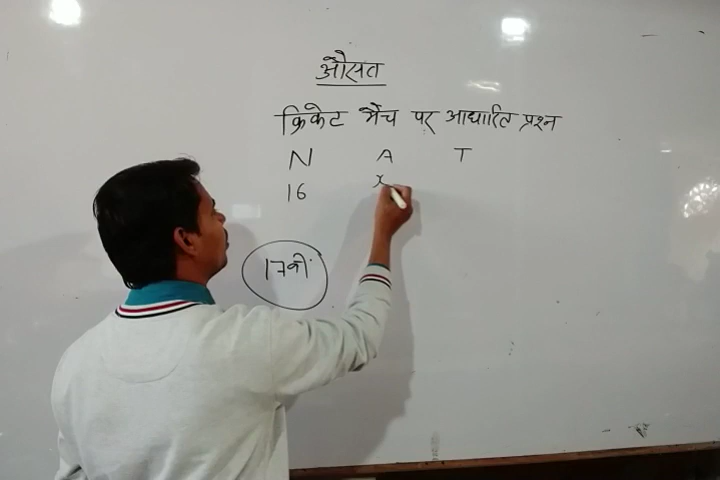 औसत
क्रिकेट मैच पर आधारित प्रश्न
N A T
16 x
17वीं